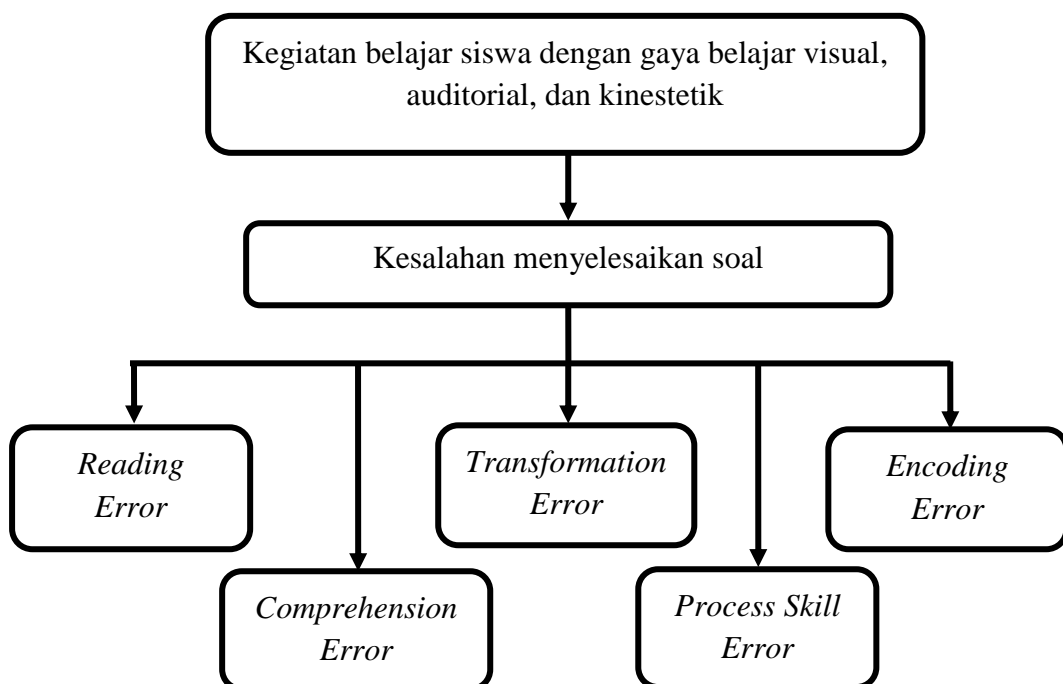 Kegiatan belajar siswa dengan gaya belajar visual,
auditorial, dan kinestetik
Kesalahan menyelesaikan soal
Reading
Error
Comprehension
Error
Transformation
Error
Process Skill
Error
Encoding
Error